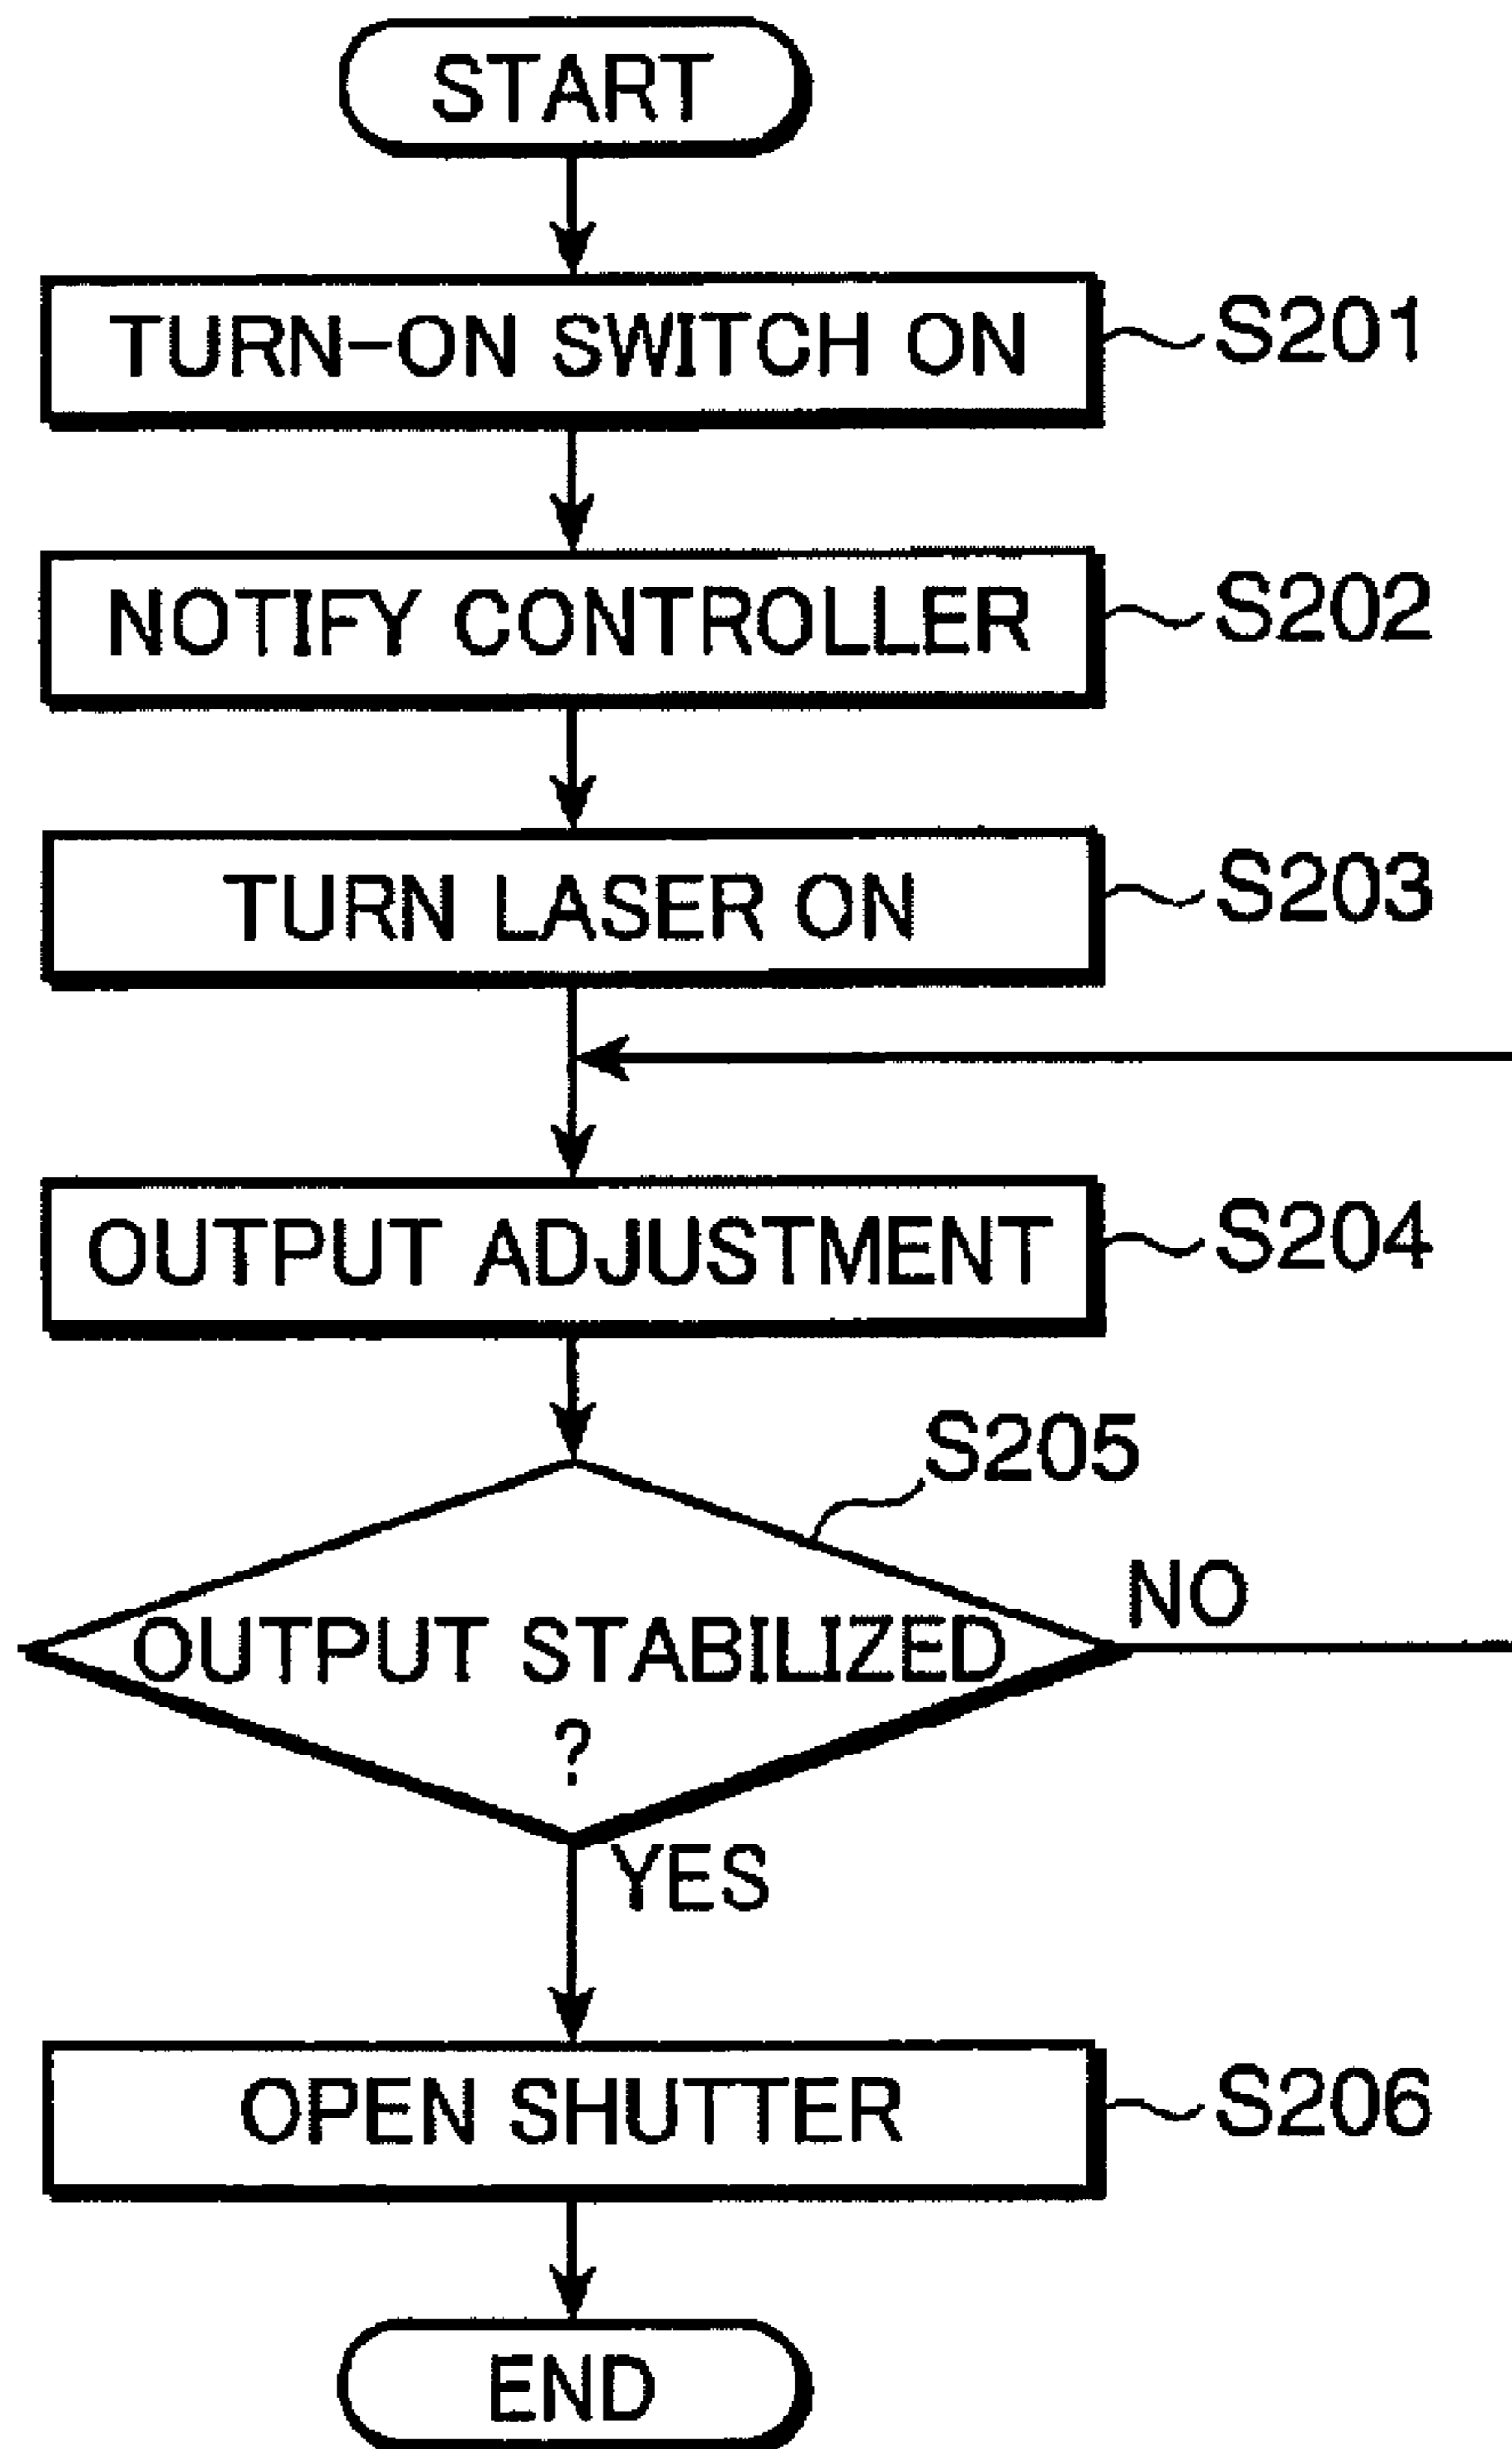 START
TURN-ON SWITCH ON
S201
NOTIFY CONTROLLER
S202
TURN LASER ON
S203
OUTPUT ADJUSTMENT
S204
S205
OUTPUT STABILIZED
?
NO
YES
OPEN SHUTTER
S206
END